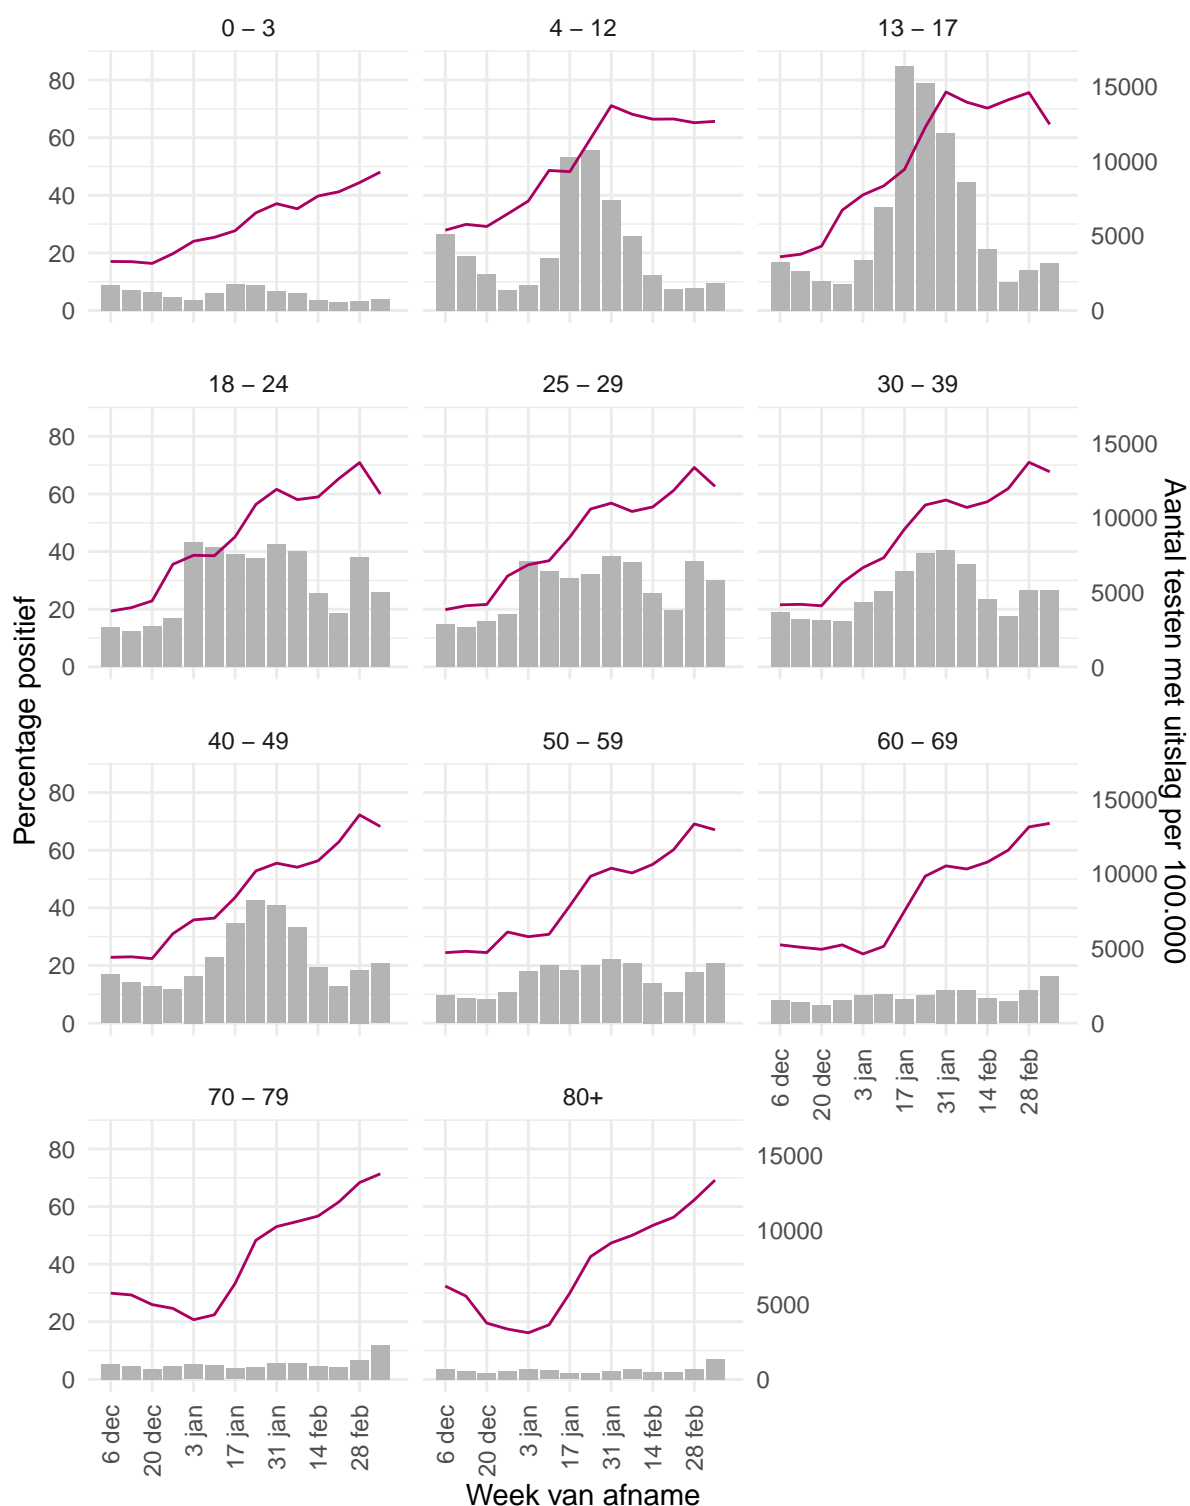 0 – 3
4 – 12
13 – 17
80
60
40
20
0
15000
10000
5000
0
18 – 24
25 – 29
30 – 39
80
60
40
20
0
15000
10000
5000
0
40 – 49
50 – 59
60 – 69
80
60
40
20
0
15000
10000
5000
0
6 dec
20 dec
3 jan
17 jan
31 jan
14 feb
28 feb
70 – 79
80+
80
60
40
20
0
15000
10000
5000
0
6 dec
20 dec
3 jan
17 jan
31 jan
14 feb
28 feb
6 dec
20 dec
3 jan
17 jan
31 jan
14 feb
28 feb
Week van afname
Percentage positief
Aantal testen met uitslag per 100.000